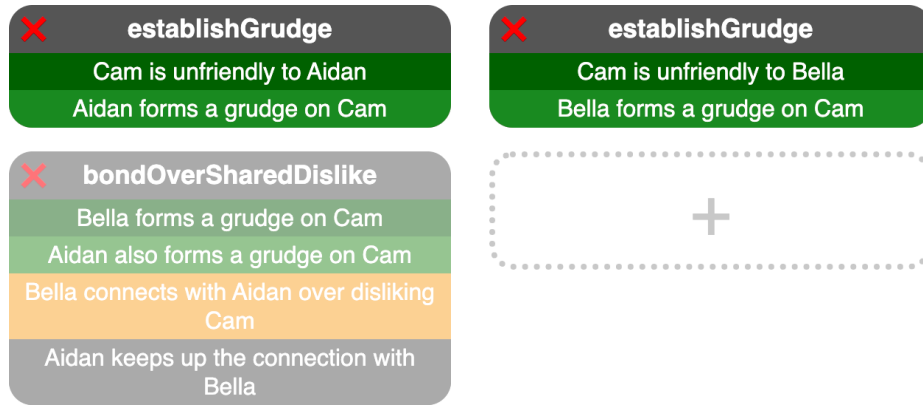 establishGrudge
Cam is unfriendly to Aidan
Aidan forms a grudge on Cam
establishGrudge
Cam is unfriendly to Bella
Bella forms a grudge on Cam
bondOverSharedDislike
Bella forms a grudge on Cam
Aidan also forms a grudge on Cam
Bella connects with Aidan over disliking
Cam
Aidan keeps up the connection with
Bella
+